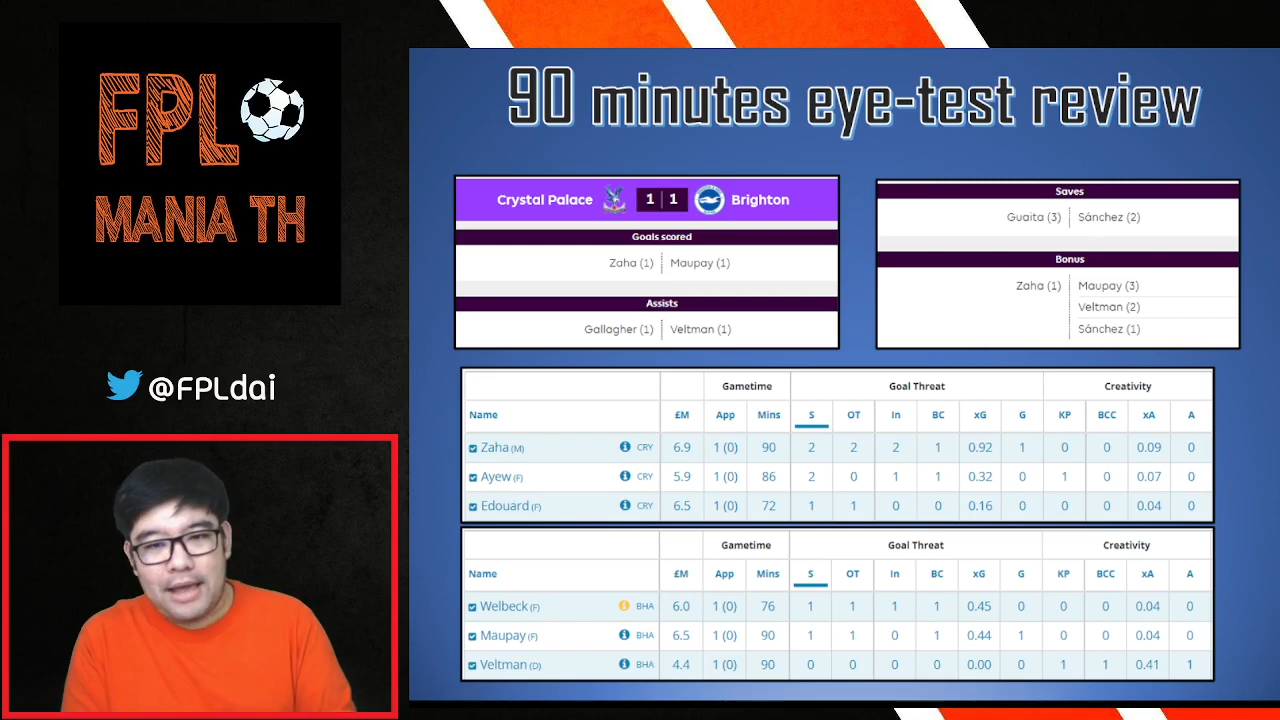 FPL
MANIA TH
@FPLdai
90 minutes eye-test review
Crystal Palace 1 1 Brighton
Goals scored
Zaha (1) Maupay (1)
Assists
Gallagher (1) Veltman (1)
Saves
Guaita (3) Sánchez (2)
Bonus
Zaha (1) Maupay (3)
Veltman (2)
Sánchez (1)
Gametime Goal Threat Creativity
Name £M App Mins S OT In BC xG G KP BCC xA A
Zaha (M) CRY 6.9 1 (0) 90 2 2 2 1 0.92 1 0 0 0.09 0
Ayew (F) CRY 5.9 1 (0) 86 2 0 1 1 0.32 0 1 0 0.07 0
Edouard (F) CRY 6.5 1 (0) 72 1 1 0 0 0.16 0 0 0 0.04 0
Gametime Goal Threat Creativity
Name £M App Mins S OT In BC xG G KP BCC xA A
Welbeck (F) BHA 6.0 1 (0) 76 1 1 1 1 0.45 0 0 0 0.04 0
Maupay (F) BHA 6.5 1 (0) 90 1 1 0 1 0.44 1 0 0 0.04 0
Veltman (D) BHA 4.4 1 (0) 90 0 0 0 0 0.00 0 1 1 0.41 1